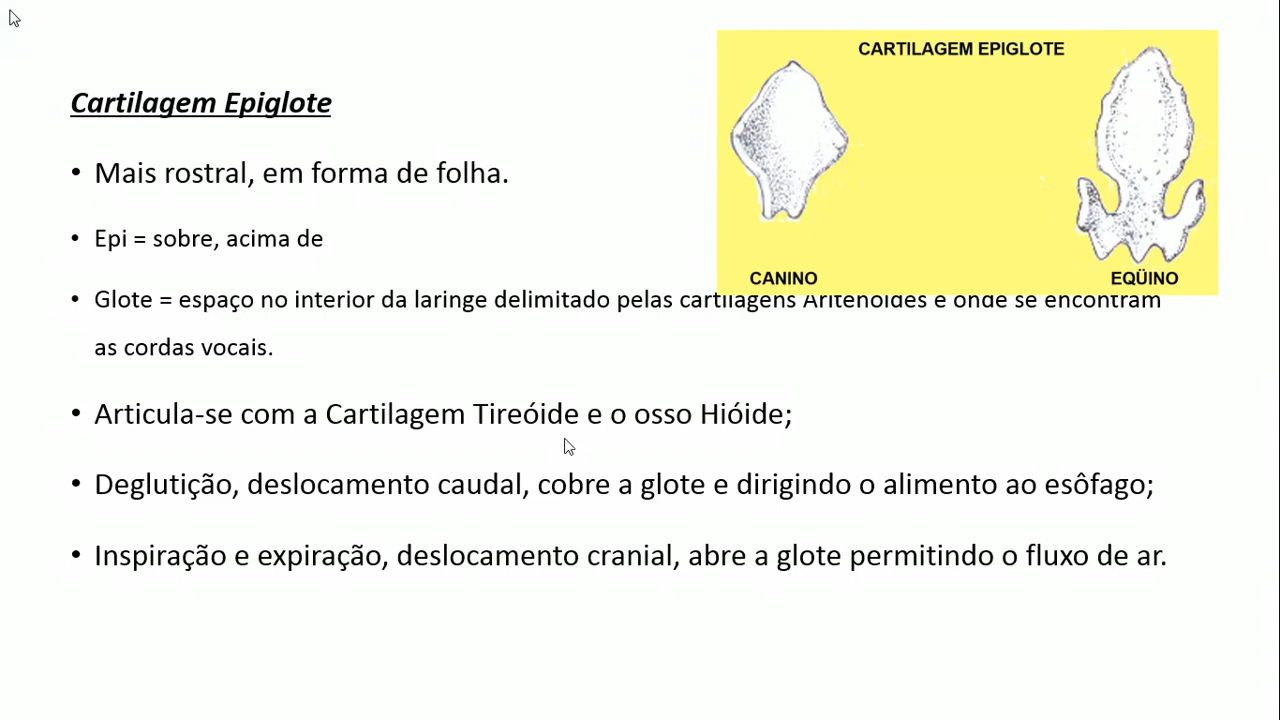 CARTILAGEM EPIGLOTE
Cartilagem Epiglote
• Mais rostral, em forma de folha.
• Epi = sobre, acima de
CANINO
EQÜINO
• Glote = espaço no interior da laringe delimitado pelas cartilagens Aritenoides e onde se encontram
as cordas vocais.
• Articula-se com a Cartilagem Tireóide e o osso Hióide;
• Deglutição, deslocamento caudal, cobre a glote e dirigindo o alimento ao esôfago;
• Inspiração e expiração, deslocamento cranial, abre a glote permitindo o fluxo de ar.